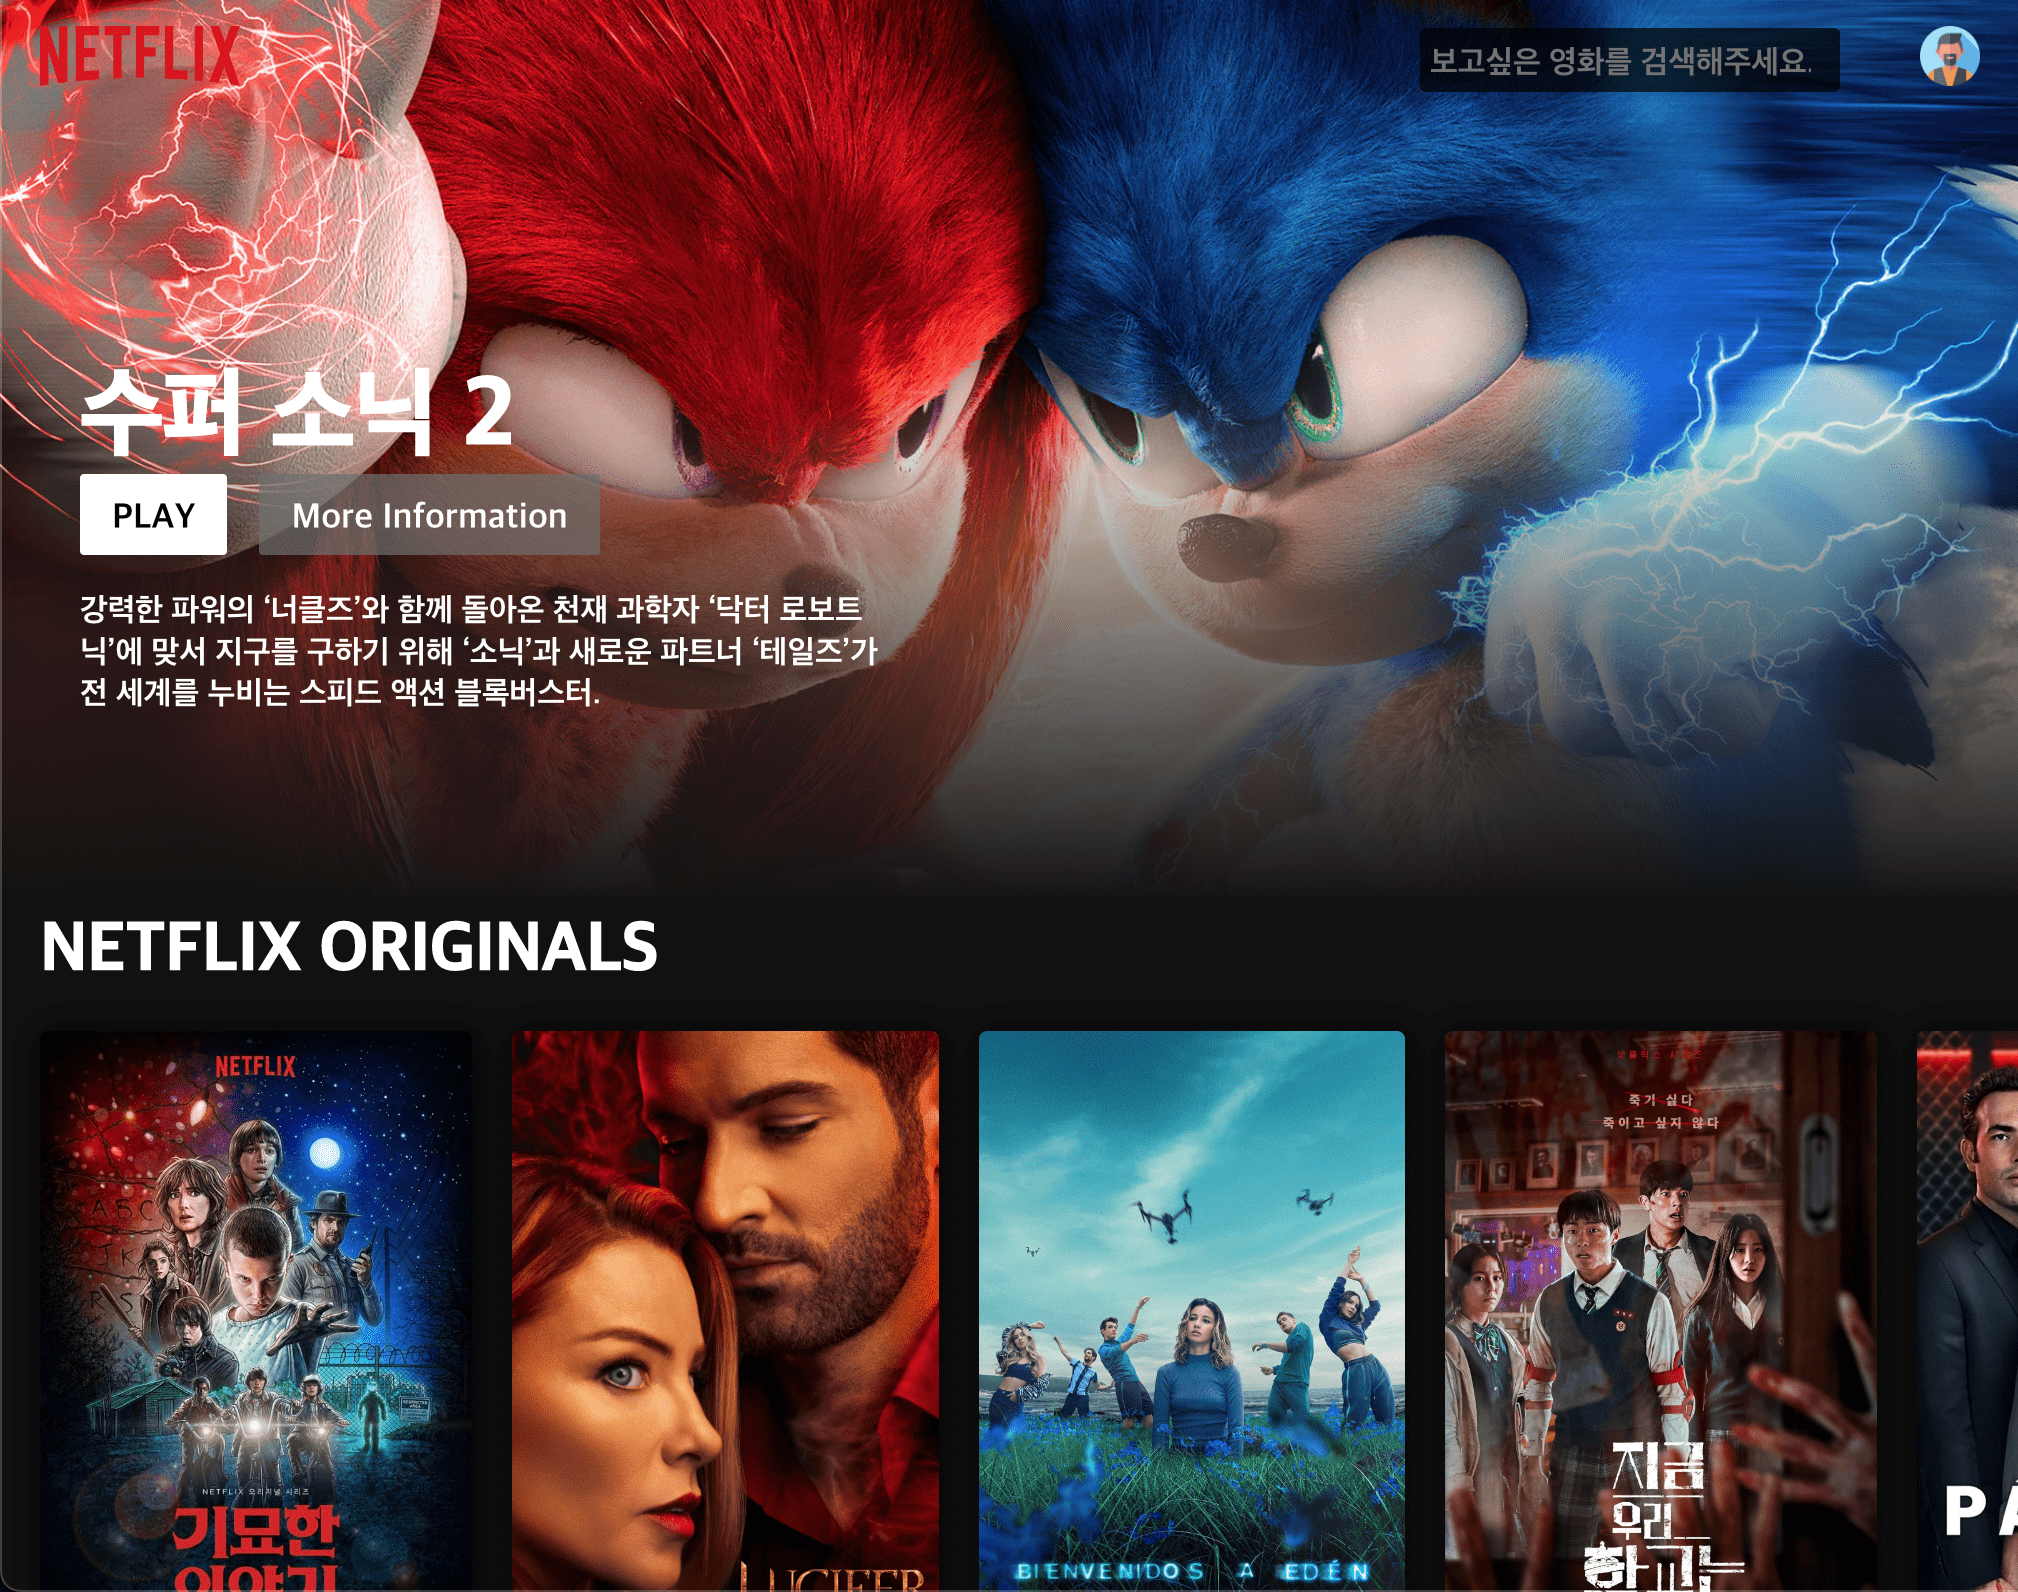 NETFLIX
보고싶은 영화를 검색해주세요.
수퍼 소닉 2
PLAY
More Information
강력한 파워의 ‘너클즈’와 함께 돌아온 천재 과학자 ‘닥터 로보트
닉’에 맞서 지구를 구하기 위해 ‘소닉’과 새로운 파트너 ‘테일즈’가
전 세계를 누비는 스피드 액션 블록버스터.
NETFLIX ORIGINALS
NETFLIX
A B C
J K
R S
RESTRICTED
AREA
NETFLIX 오리지널 시리즈
기묘한
이야기
LUCIFER
BIENVENIDOS A EDÉN
넷플릭스 시리즈
죽기 싫다
죽이고 싶지 않다
지금
우리
학교는
PÁ